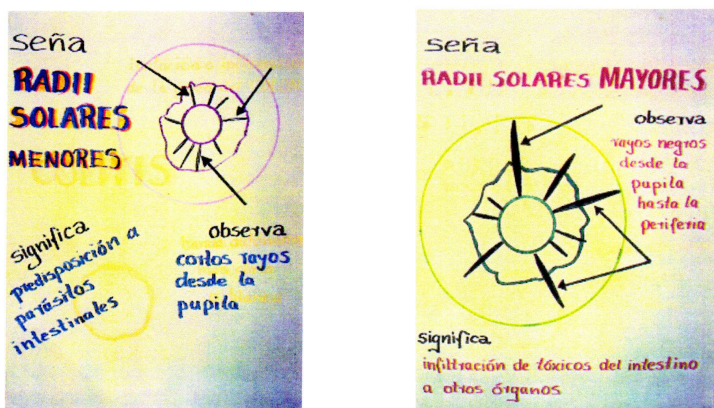 seña
RADII
SOLARES
MENORES
significa
predisposición a
parásitos
intestinales
observa
cortos rayos
desde la
pupila
seña
RADII SOLARES MAYORES
observa
rayos negros
desde la
pupila
hasta la
periferia
significa
infiltración de tóxicos del intestino
a otros órganos